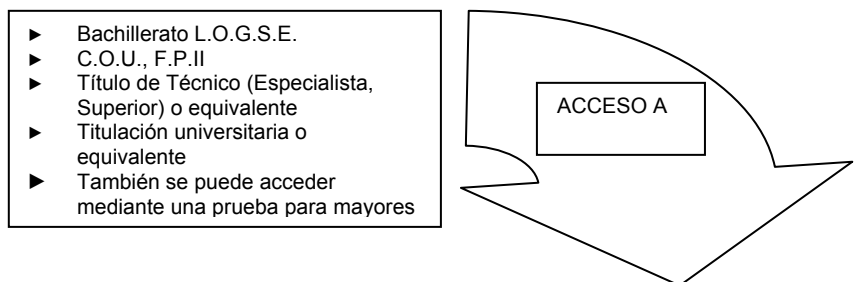 ► Bachillerato L.O.G.S.E.
► C.O.U., F.P.II
► Título de Técnico (Especialista,
Superior) o equivalente
► Titulación universitaria o
equivalente
► También se puede acceder
mediante una prueba para mayores
ACCESO A